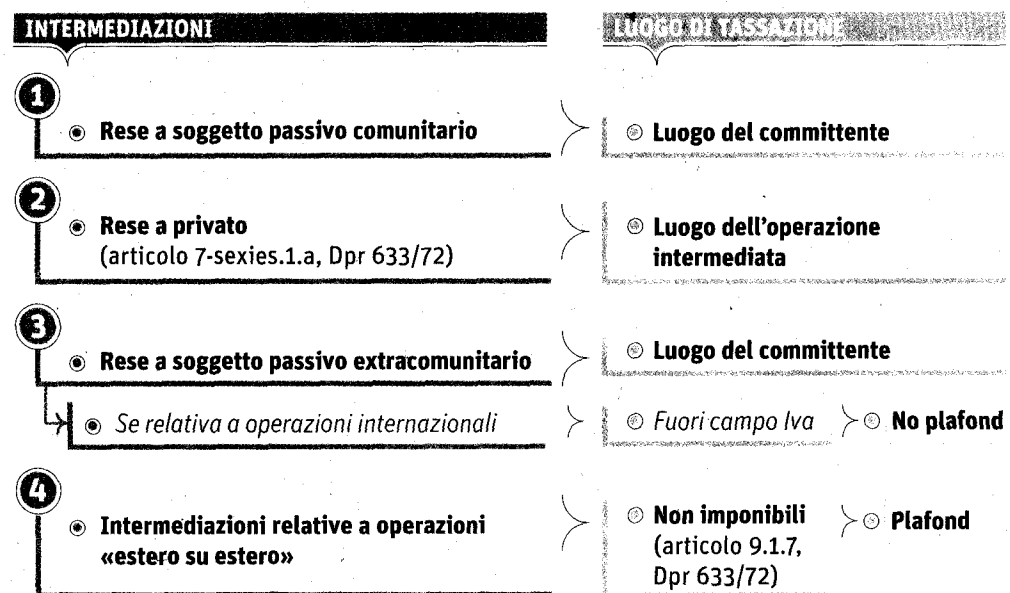 INTERMEDIAZIONI
LUOGO DI TASSAZIONE
1
Rese a soggetto passivo comunitario
Luogo del committente
2
Rese a privato
(articolo 7-sexies.1.a, Dpr 633/72)
Luogo dell'operazione
intermediata
3
Rese a soggetto passivo extracomunitario
Luogo del committente
Se relativa a operazioni internazionali
Fuori campo Iva
No plafond
4
Intermediazioni relative a operazioni
«estero su estero»
Non imponibili
(articolo 9.1.7,
Dpr 633/72)
Plafond